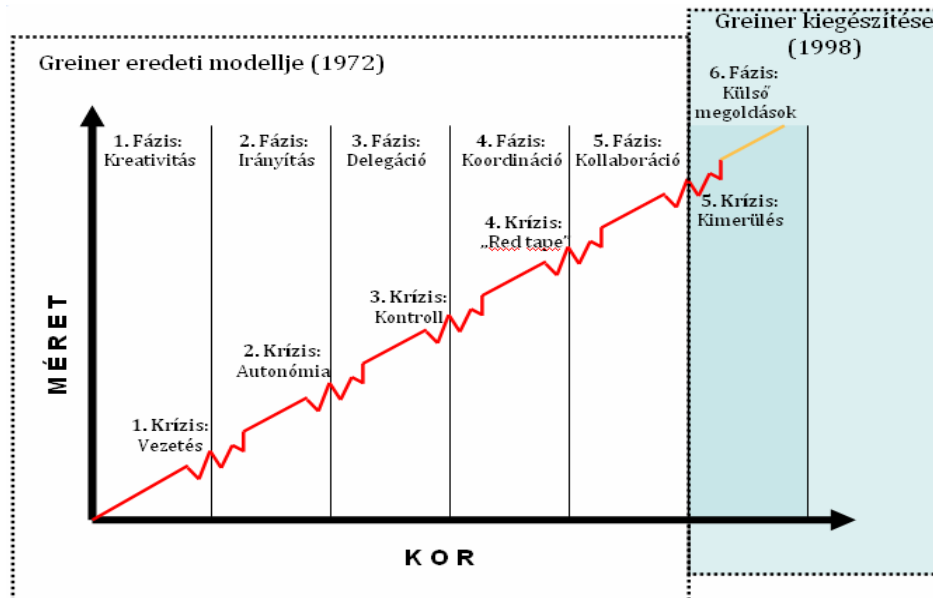 Greiner kiegészítése
(1998)
Greiner eredeti modellje (1972)
6. Fázis:
Külső
megoldások
1. Fázis:
Kreativitás
2. Fázis:
Irányítás
3. Fázis:
Delegáció
4. Fázis:
Koordináció
5. Fázis:
Kollaboráció
5. Krízis:
Kimerülés
4. Krízis:
„Red tape”
3. Krízis:
Kontroll
2. Krízis:
Autonómia
1. Krízis:
Vezetés
MÉRET
KOR